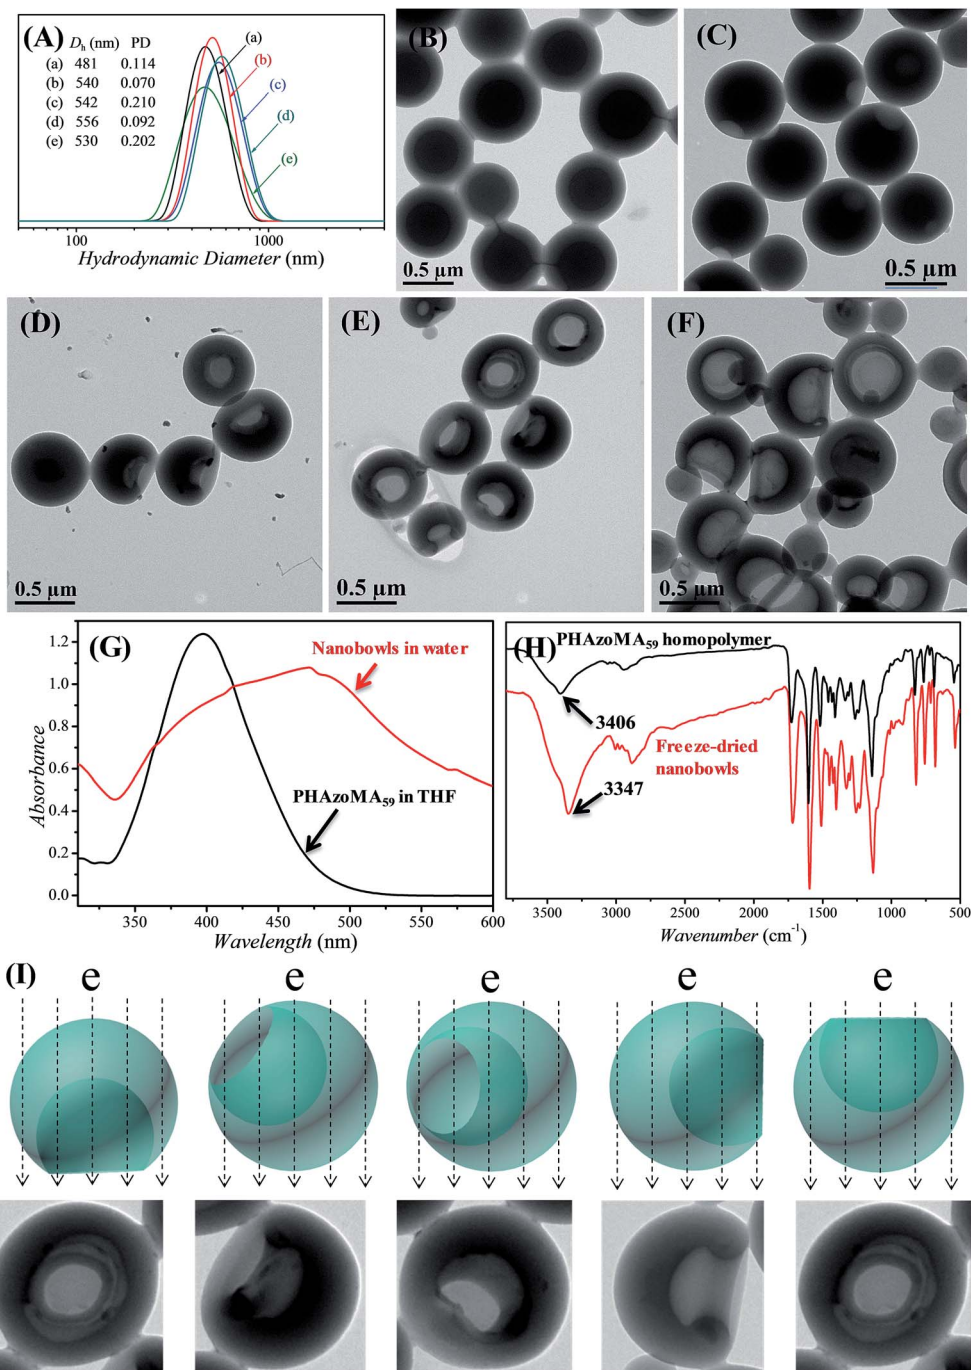 (A)
Dₕ (nm) PD
(a) 481 0.114
(b) 540 0.070
(c) 542 0.210
(d) 556 0.092
(e) 530 0.202
(a)
(b)
(c)
(d)
(e)
100 1000
Hydrodynamic Diameter (nm)
(B)
0.5 µm
(C)
0.5 µm
(D)
0.5 µm
(E)
0.5 µm
(F)
0.5 µm
(G)
Nanobowls in water
PHAzoMA₅₉ in THF
1.2
1.0
0.8
0.6
0.4
0.2
0.0
Absorbance
350 400 450 500 550 600
Wavelength (nm)
(H)
PHAzoMA₅₉ homopolymer
3406
Freeze-dried
nanobowls
3347
3500 3000 2500 2000 1500 1000 500
Wavenumber (cm⁻¹)
(I)
e e e e e